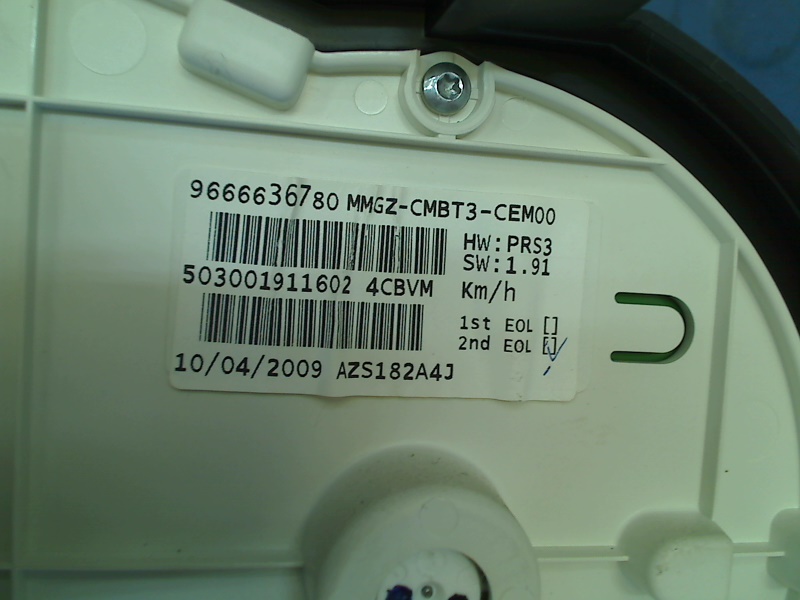 9666636780 MMGZ-CMBT3-CEM00
HW:PRS3
SW:1.91
503001911602 4CBVM Km/h
1st EOL []
2nd EOL []
10/04/2009 AZS182A4J